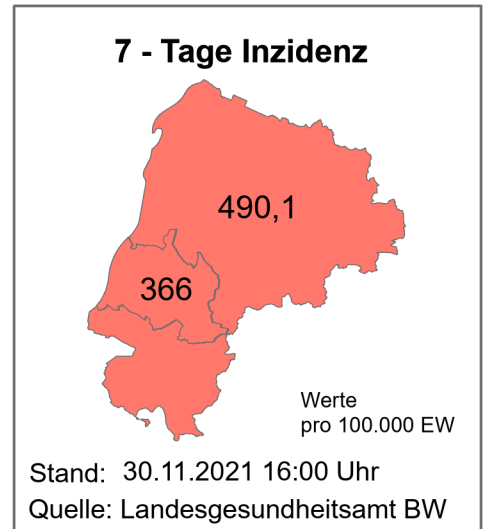 7 - Tage Inzidenz
490,1
366
Werte
pro 100.000 EW
Stand: 30.11.2021 16:00 Uhr
Quelle: Landesgesundheitsamt BW